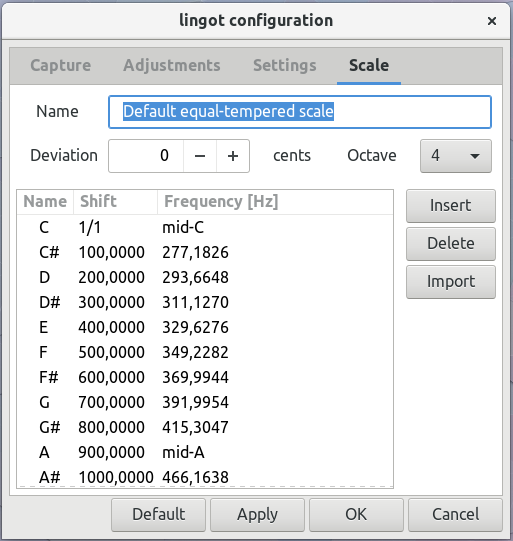 lingot configuration ×
Capture Adjustments Settings Scale
Name Default equal-tempered scale
Deviation 0 − + cents Octave 4
Name Shift Frequency [Hz] Insert
C 1/1 mid-C
C# 100,0000 277,1826 Delete
D 200,0000 293,6648 Import
D# 300,0000 311,1270
E 400,0000 329,6276
F 500,0000 349,2282
F# 600,0000 369,9944
G 700,0000 391,9954
G# 800,0000 415,3047
A 900,0000 mid-A
A# 1000,0000 466,1638
Default Apply OK Cancel